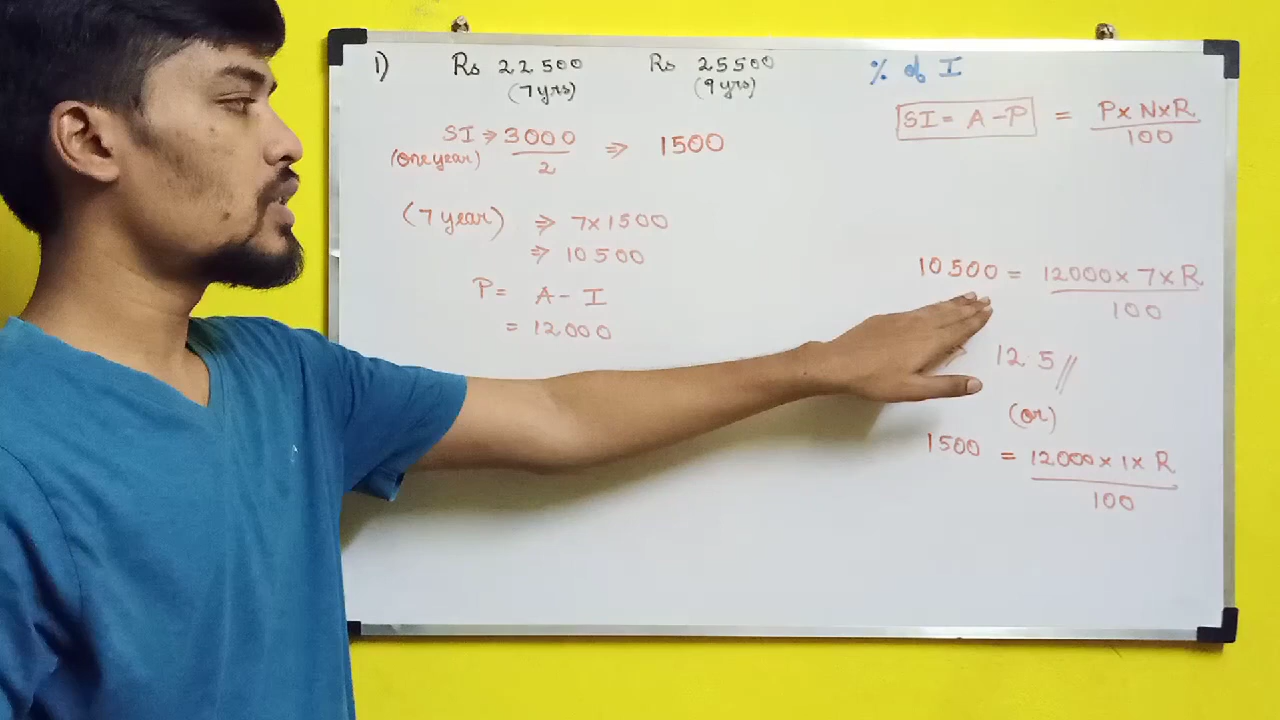 1) Rs 22500 Rs 25500 % of I
(7yrs) (9yrs)
SI = A - P = P x N x R / 100
SI ⇒ 3000 / 2 ⇒ 1500
(one year)
(7 year) ⇒ 7 x 1500
⇒ 10500
P = A - I
= 12000
10500 = 12000 x 7 x R / 100
12 5 //
(or)
1500 = 12000 x 1 x R / 100